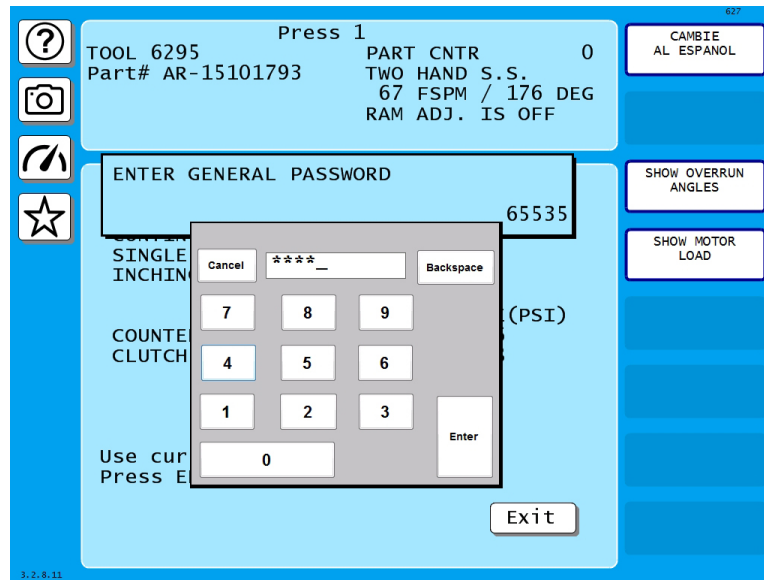 627
Press 1
TOOL 6295 PART CNTR 0
Part# AR-15101793 TWO HAND S.S.
67 FSPM / 176 DEG
RAM ADJ. IS OFF
CAMBIE
AL ESPANOL
ENTER GENERAL PASSWORD
65535
SHOW OVERRUN
ANGLES
SHOW MOTOR
LOAD
SINGLE
INCHIN
(PSI)
COUNTE
CLUTCH
Cancel ****_ Backspace
7 8 9
4 5 6
1 2 3
Enter
0
Use cur
Press E
Exit
3.2.8.11